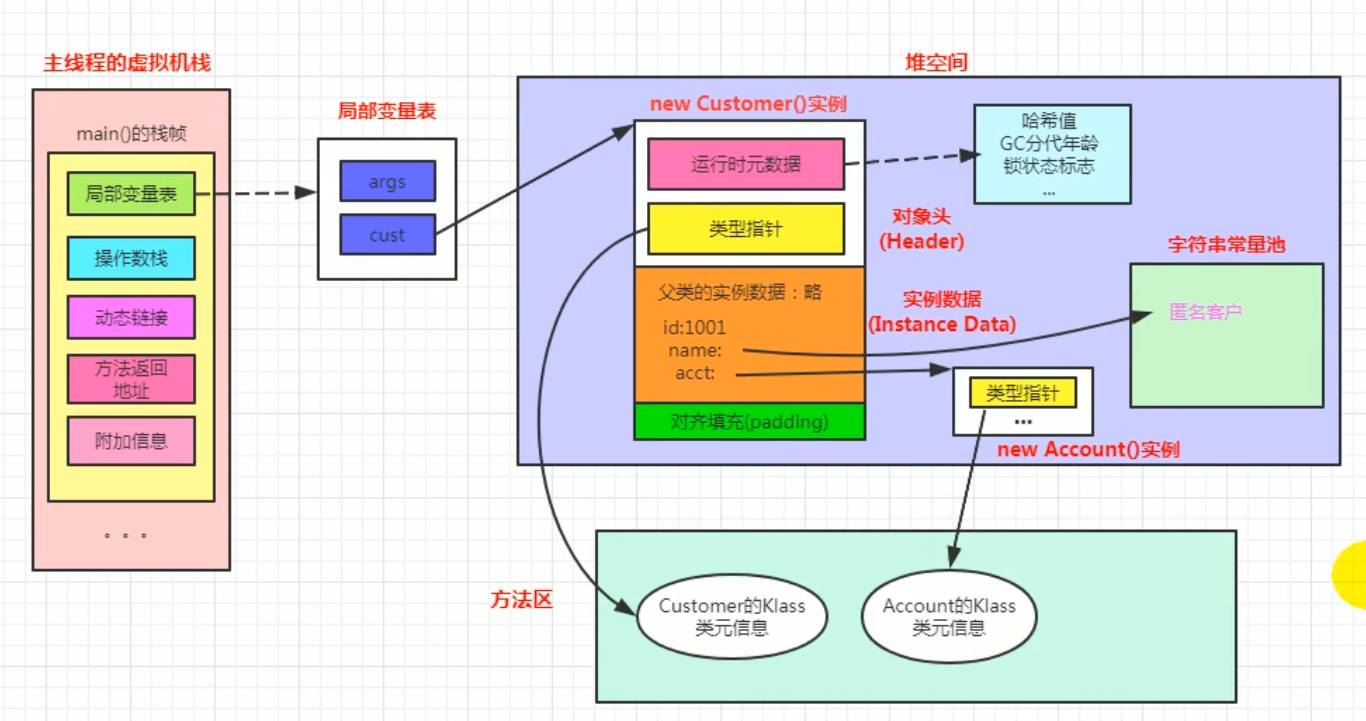 主线程的虚拟机栈
main()的栈帧
局部变量表
操作数栈
动态链接
方法返回
地址
附加信息
。。。
局部变量表
args
cust
堆空间
new Customer()实例
运行时元数据
类型指针
哈希值
GC分代年龄
锁状态标志
...
对象头
(Header)
父类的实例数据：略
id:1001
name:
acct:
实例数据
(Instance Data)
对齐填充(padding)
字符串常量池
匿名客户
类型指针
...
new Account()实例
方法区
Customer的Klass
类元信息
Account的Klass
类元信息